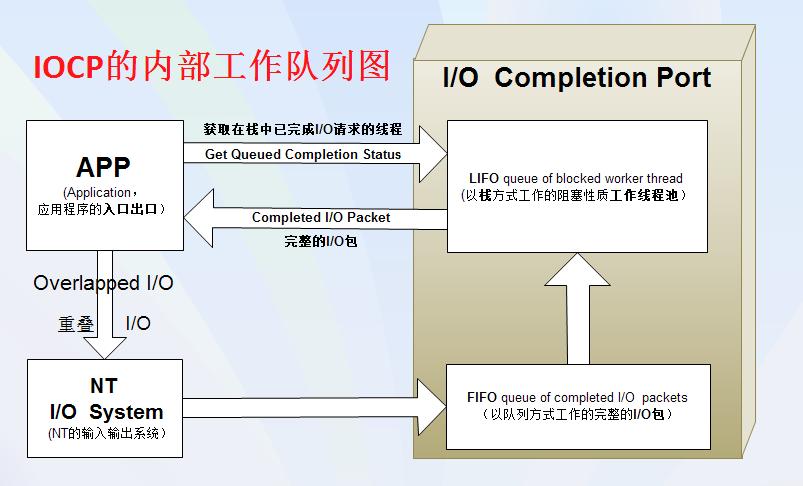 IOCP的内部工作队列图
I/O Completion Port
获取在栈中已完成I/O请求的线程
Get Queued Completion Status
APP
(Application，
应用程序的入口出口）
LIFO queue of blocked worker thread
(以栈方式工作的阻塞性质工作线程池）
Completed I/O Packet
完整的I/O包
Overlapped I/O
重叠 I/O
NT
I/O System
(NT的输入输出系统）
FIFO queue of completed I/O packets
（以队列方式工作的完整的I/O包）